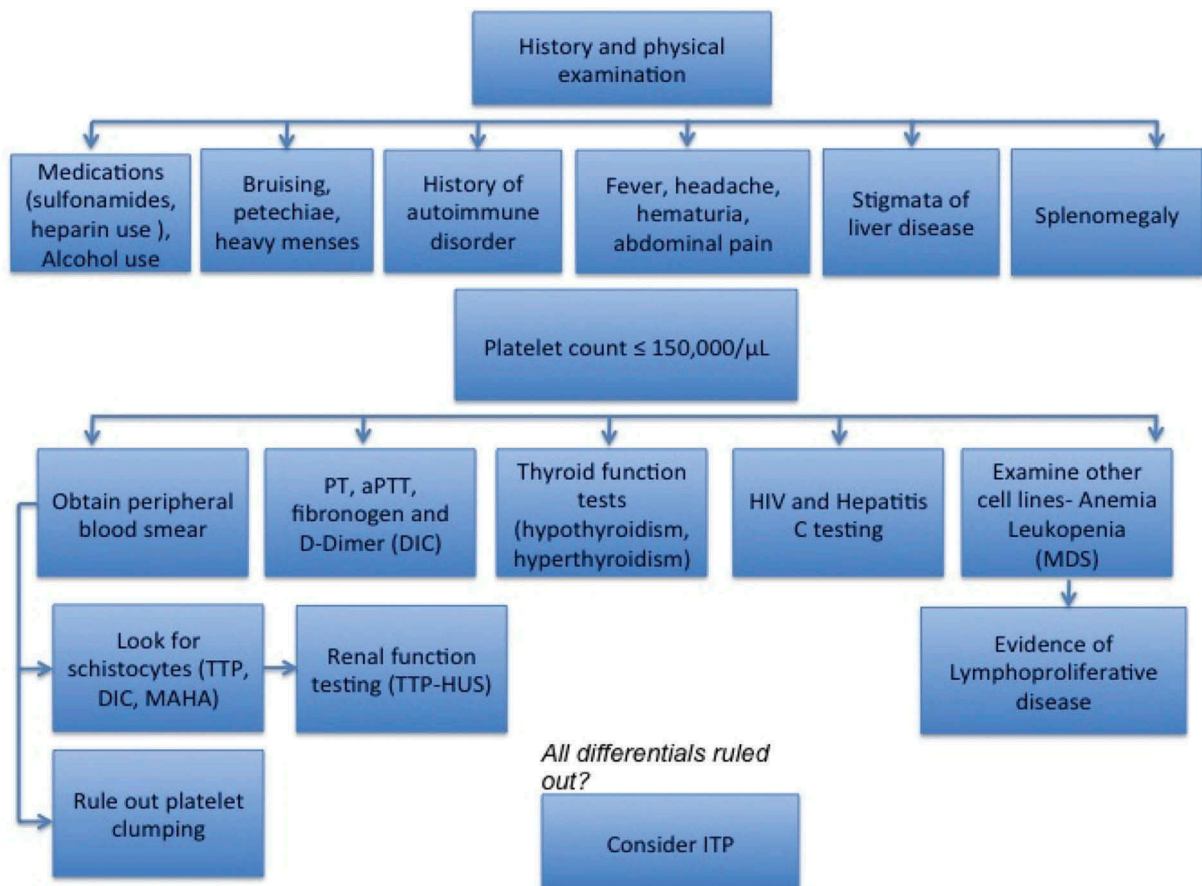 History and physical
examination
Medications
(sulfonamides,
heparin use ),
Alcohol use
Bruising,
petechiae,
heavy menses
History of
autoimmune
disorder
Fever, headache,
hematuria,
abdominal pain
Stigmata of
liver disease
Splenomegaly
Platelet count ≤ 150,000/μL
Obtain peripheral
blood smear
PT, aPTT,
fibronogen and
D-Dimer (DIC)
Thyroid function
tests
(hypothyroidism,
hyperthyroidism)
HIV and Hepatitis
C testing
Examine other
cell lines- Anemia
Leukopenia
(MDS)
Look for
schistocytes (TTP,
DIC, MAHA)
Renal function
testing (TTP-HUS)
Evidence of
Lymphoproliferative
disease
Rule out platelet
clumping
All differentials ruled
out?
Consider ITP